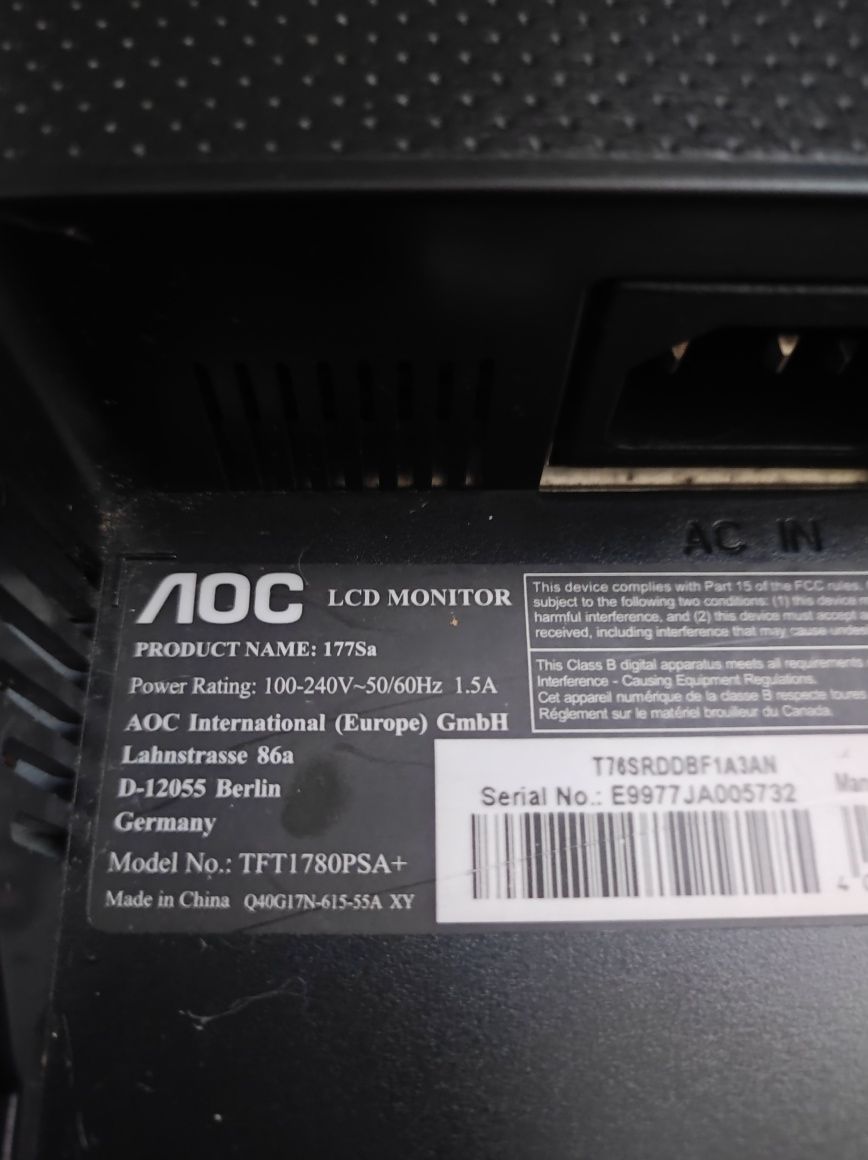 AC IN
AOC LCD MONITOR
PRODUCT NAME: 177Sa
Power Rating: 100-240V~50/60Hz 1.5A
AOC International (Europe) GmbH
Lahnstrasse 86a
D-12055 Berlin
Germany
Model No.: TFT1780PSA+
Made in China Q40G17N-615-55A XY
This device complies with Part 15 of the FCC rules
subject to the following two conditions: (1) this device
harmful interference, and (2) this device must accept
received, including interference that may cause
This Class B digital apparatus meets all requirements
Interference - Causing Equipment Regulations.
Cet appareil numérique de la classe B respecte
Réglement sur le matériel brouilleur du Canada.
T76SRDDBF1A3AN
Serial No.: E9977JA005732